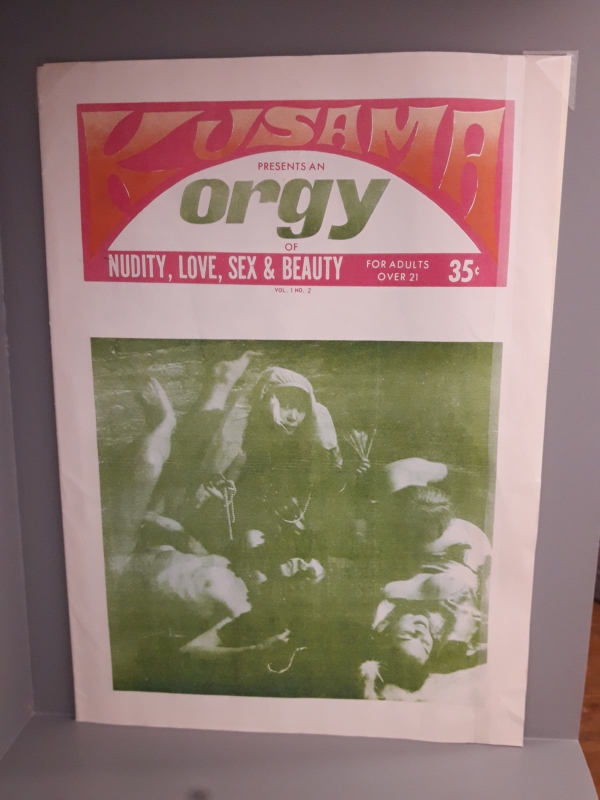 KUSAMA
PRESENTS AN
orgy
OF
NUDITY, LOVE, SEX & BEAUTY
FOR ADULTS
OVER 21
35¢
VOL. 1 NO. 2